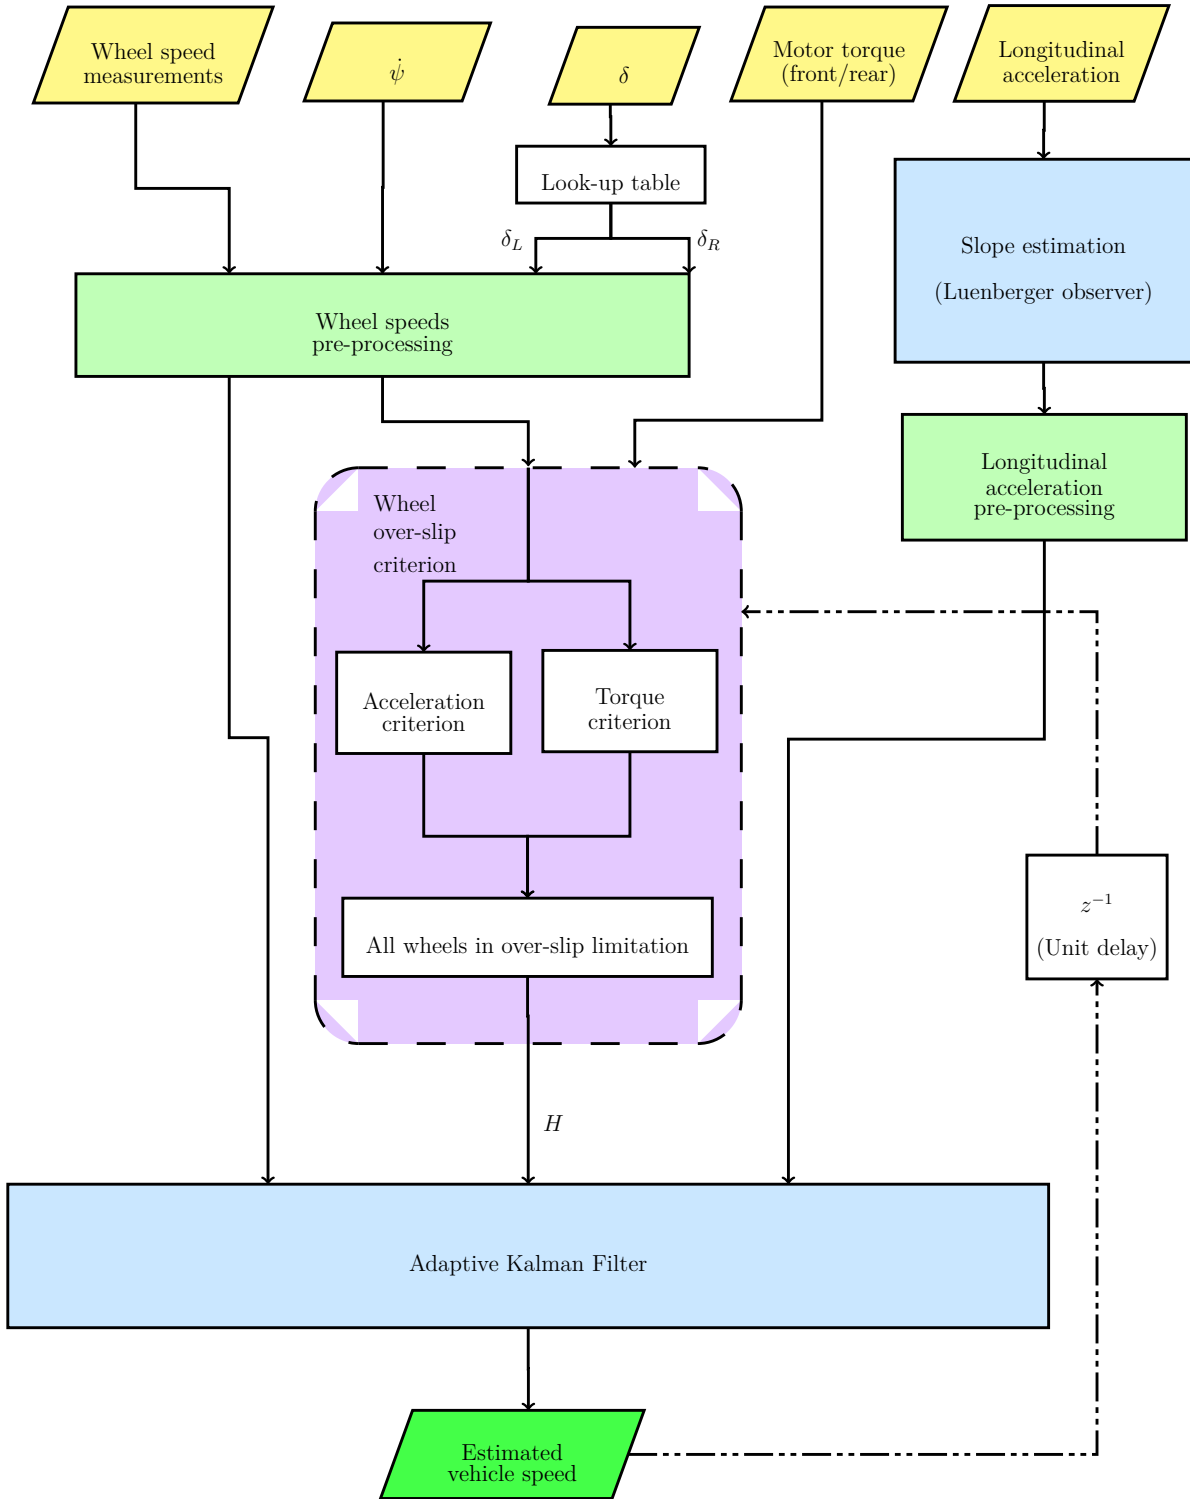 Wheel speed
measurements
ψ̇
δ
Motor torque
(front/rear)
Longitudinal
acceleration
Look-up table
δ_L
δ_R
Slope estimation
(Luenberger observer)
Wheel speeds
pre-processing
Longitudinal
acceleration
pre-processing
Wheel
over-slip
criterion
Acceleration
criterion
Torque
criterion
All wheels in over-slip limitation
z⁻¹
(Unit delay)
H
Adaptive Kalman Filter
Estimated
vehicle speed